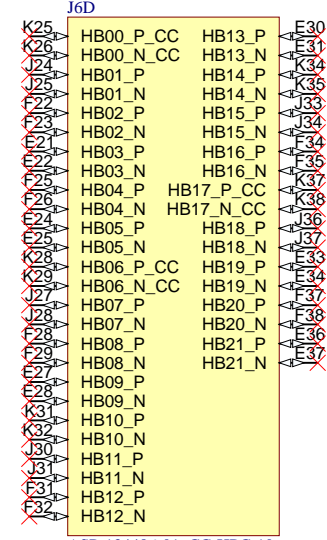 J6D
K25 HB00_P_CC HB13_P E30
K26 HB00_N_CC HB13_N E31
J24 HB01_P HB14_P K34
J25 HB01_N HB14_N K35
F22 HB02_P HB15_P J33
F23 HB02_N HB15_N J34
E21 HB03_P HB16_P F34
E22 HB03_N HB16_N F35
F25 HB04_P HB17_P_CC K37
F26 HB04_N HB17_N_CC K38
E24 HB05_P HB18_P J36
E25 HB05_N HB18_N J37
K28 HB06_P_CC HB19_P E33
K29 HB06_N_CC HB19_N E34
J27 HB07_P HB20_P F37
J28 HB07_N HB20_N F38
F28 HB08_P HB21_P E36
F29 HB08_N HB21_N E37
E27 HB09_P
E28 HB09_N
K31 HB10_P
K32 HB10_N
J30 HB11_P
J31 HB11_N
F31 HB12_P
F32 HB12_N